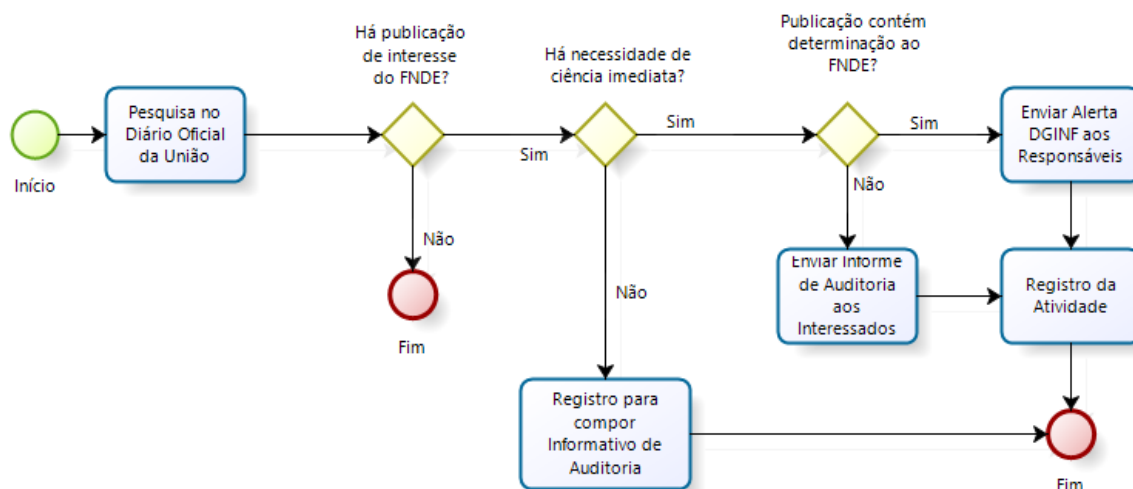 Há publicação
de interesse
do FNDE?
Há necessidade de
ciência imediata?
Publicação contém
determinação ao
FNDE?
Início
Pesquisa no
Diário Oficial
da União
Sim
Sim
Sim
Enviar Alerta
DGINF aos
Responsáveis
Não
Fim
Não
Não
Enviar Informe
de Auditoria
aos
Interessados
Registro da
Atividade
Registro para
compor
Informativo de
Auditoria
Fim